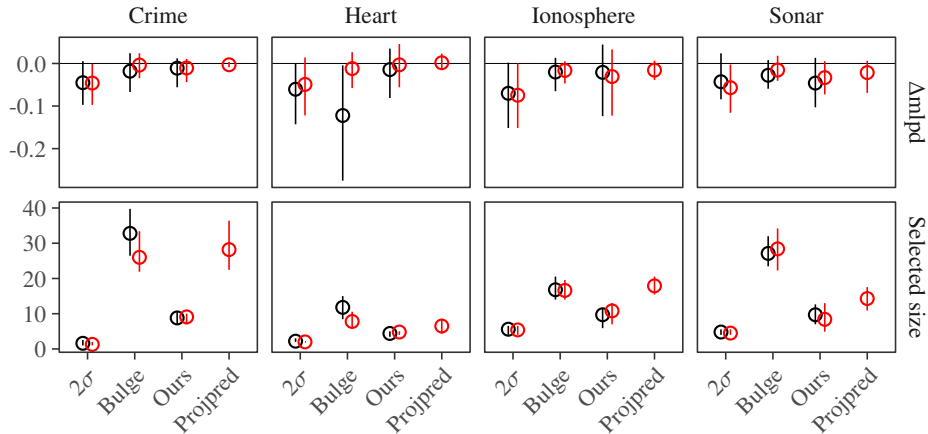 Crime Heart Ionosphere Sonar
0.0
-0.1
-0.2
Δmlpd
40
30
20
10
0
Selected size
2σ Bulge Ours Projpred 2σ Bulge Ours Projpred 2σ Bulge Ours Projpred 2σ Bulge Ours Projpred